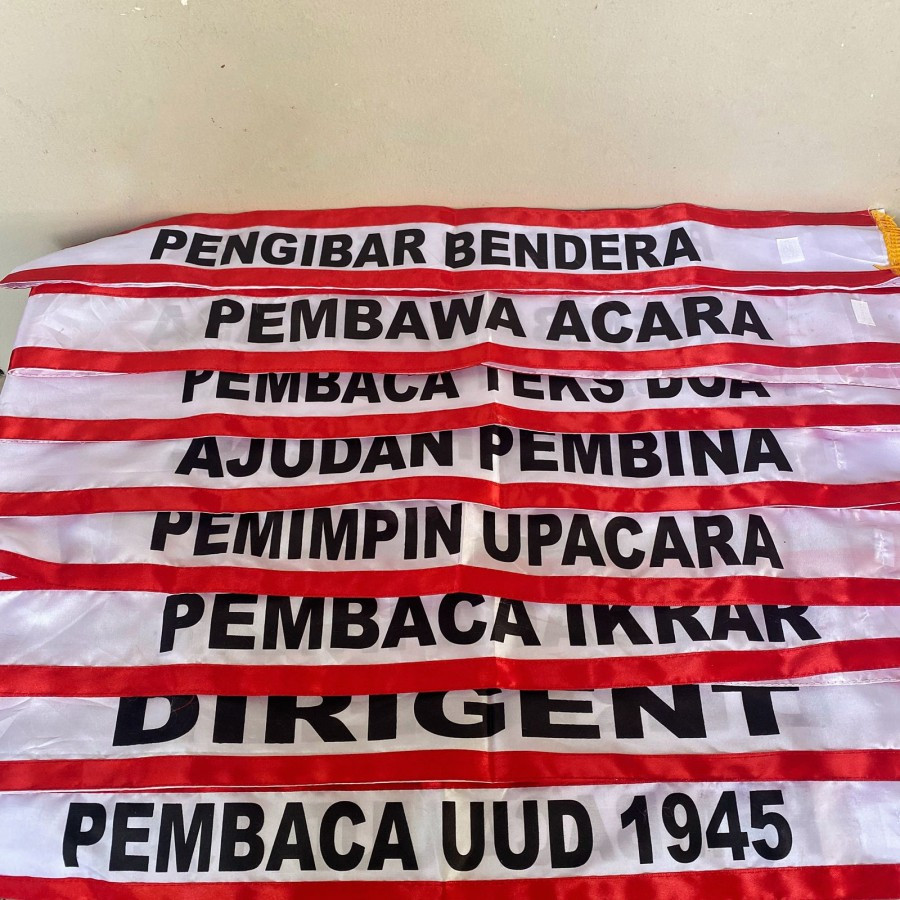 PENGIBAR BENDERA
PEMBAWA ACARA
PEMBACA TEKS DOA
AJUDAN PEMBINA
PEMIMPIN UPACARA
PEMBACA IKRAR
DIRIGENT
PEMBACA UUD 1945